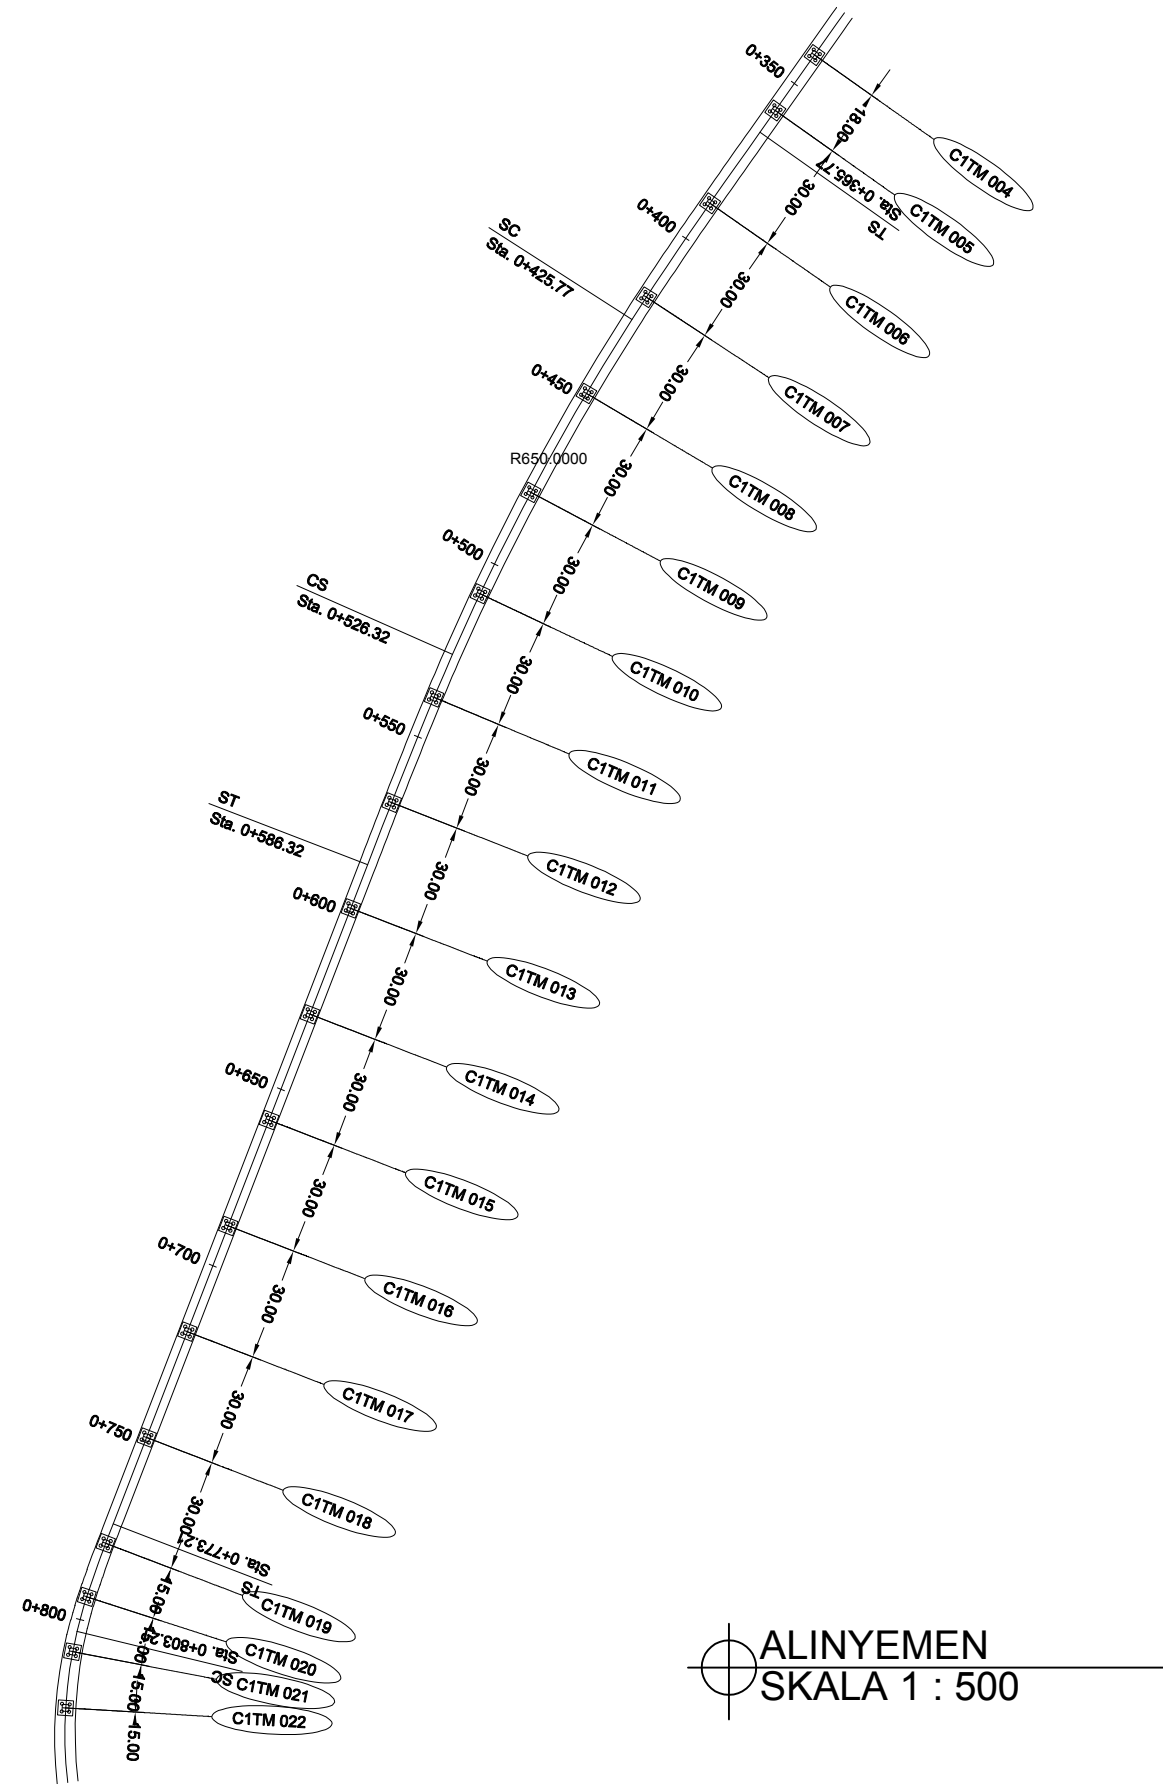 0+350
18.00
C1TM 004
Sta. 0+365.77
TS
C1TM 005
30.00
0+400
C1TM 006
30.00
SC
Sta. 0+425.77
C1TM 007
30.00
0+450
C1TM 008
R650.0000
30.00
0+500
C1TM 009
30.00
CS
Sta. 0+526.32
C1TM 010
30.00
0+550
C1TM 011
30.00
ST
Sta. 0+586.32
C1TM 012
30.00
0+600
C1TM 013
30.00
C1TM 014
0+650
30.00
C1TM 015
30.00
0+700
C1TM 016
30.00
C1TM 017
30.00
0+750
C1TM 018
30.00
Sta. 0+773.21
TS
C1TM 019
15.00
0+800
C1TM 020
Sta. 0+803.21
SC
15.00
C1TM 021
15.00
C1TM 022
15.00
ALINYEMEN
SKALA 1 : 500